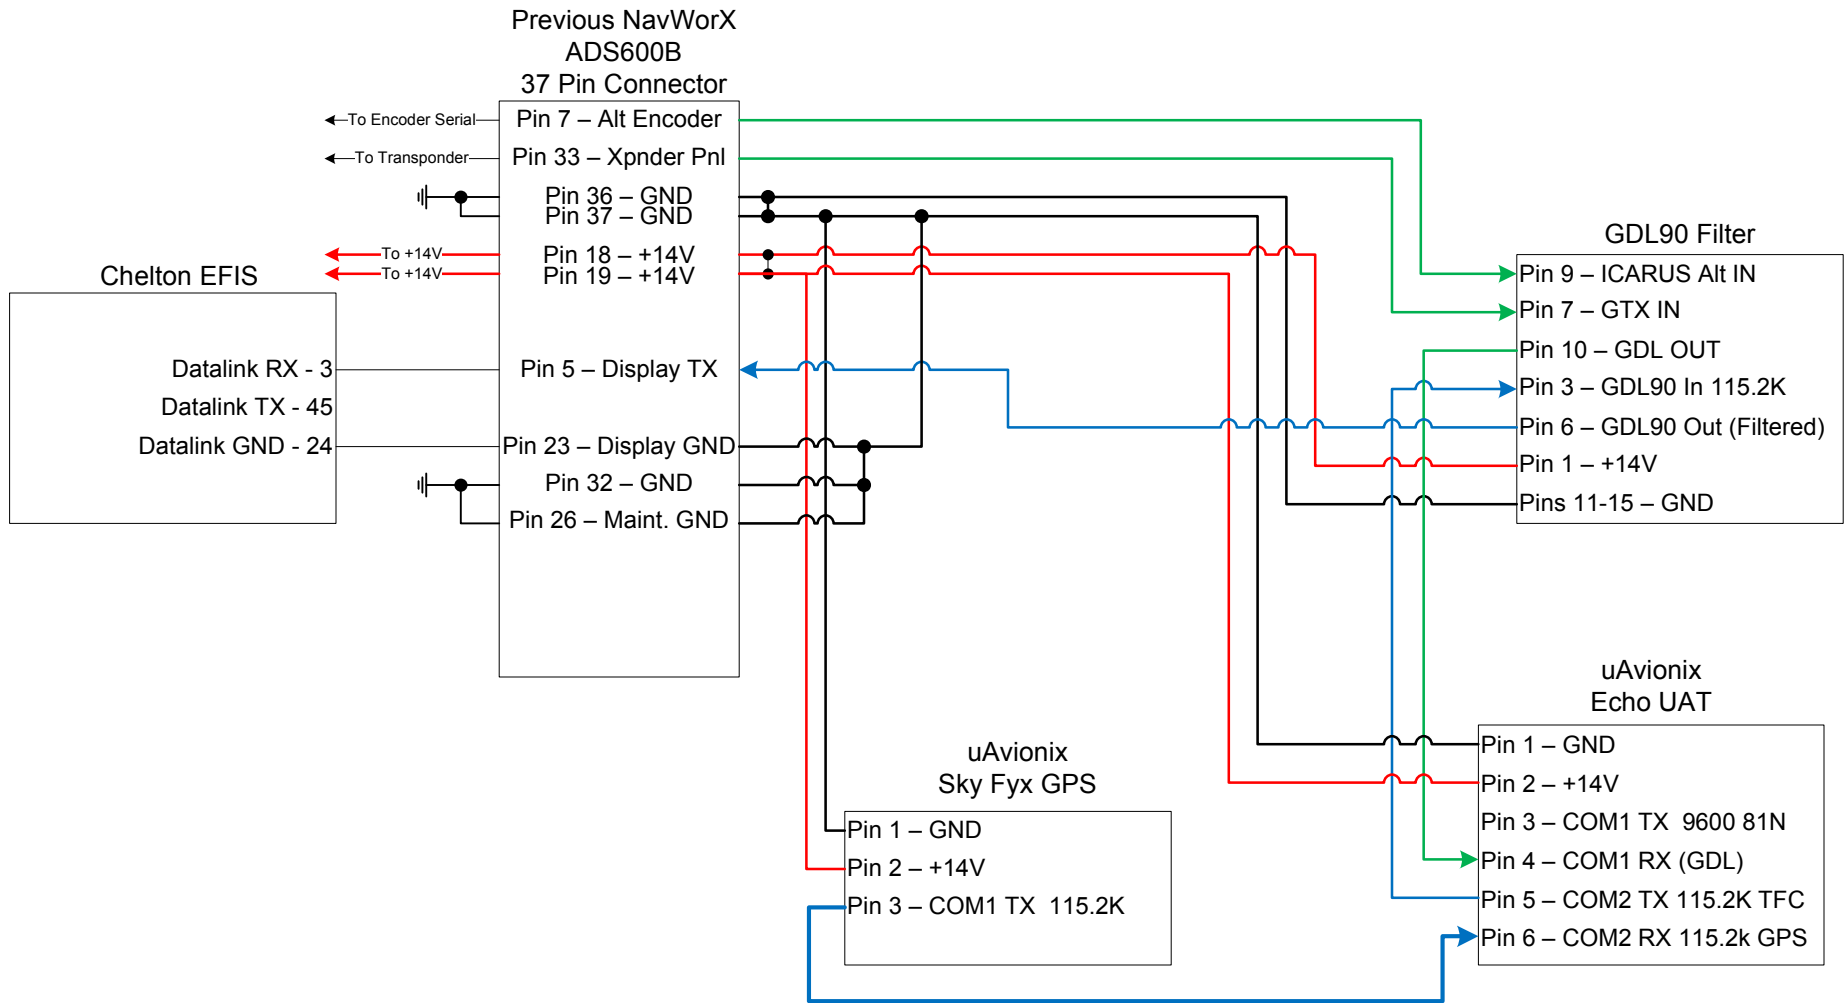 Previous NavWorX
ADS600B
37 Pin Connector
To Encoder Serial
Pin 7 – Alt Encoder
To Transponder
Pin 33 – Xpnder Pnl
Pin 36 – GND
Pin 37 – GND
To +14V
Pin 18 – +14V
To +14V
Pin 19 – +14V
Pin 5 – Display TX
Pin 23 – Display GND
Pin 32 – GND
Pin 26 – Maint. GND
Chelton EFIS
Datalink RX - 3
Datalink TX - 45
Datalink GND - 24
GDL90 Filter
Pin 9 – ICARUS Alt IN
Pin 7 – GTX IN
Pin 10 – GDL OUT
Pin 3 – GDL90 In 115.2K
Pin 6 – GDL90 Out (Filtered)
Pin 1 – +14V
Pins 11-15 – GND
uAvionix
Sky Fyx GPS
Pin 1 – GND
Pin 2 – +14V
Pin 3 – COM1 TX  115.2K
uAvionix
Echo UAT
Pin 1 – GND
Pin 2 – +14V
Pin 3 – COM1 TX  9600 81N
Pin 4 – COM1 RX (GDL)
Pin 5 – COM2 TX 115.2K TFC
Pin 6 – COM2 RX 115.2k GPS